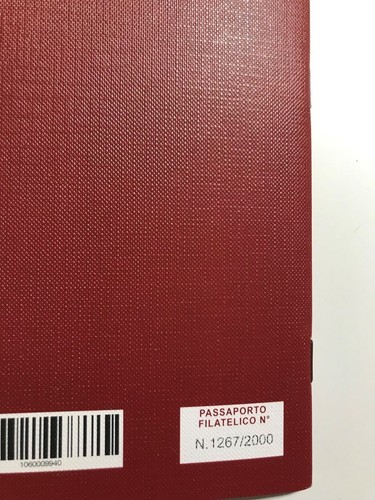 PASSAPORTO
FILATELICO N°
N.1267/2000
1060009940